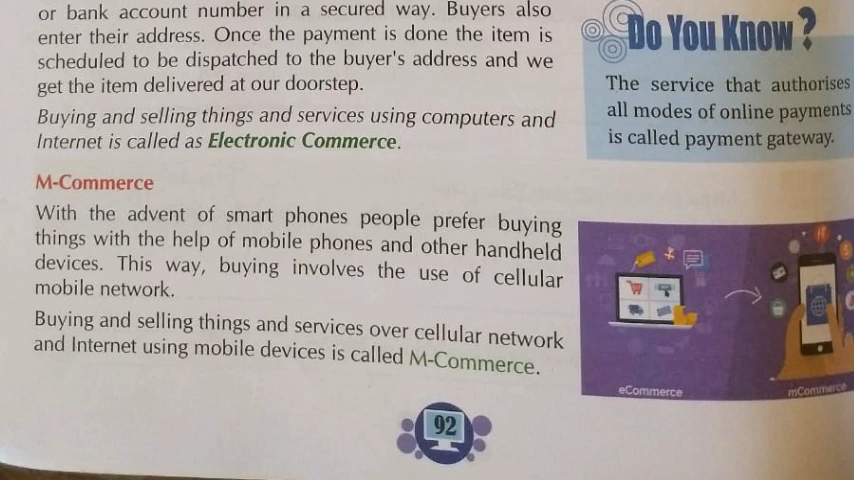 or bank account number in a secured way. Buyers also
enter their address. Once the payment is done the item is
scheduled to be dispatched to the buyer's address and we
get the item delivered at our doorstep.
Buying and selling things and services using computers and
Internet is called as Electronic Commerce.
M-Commerce
With the advent of smart phones people prefer buying
things with the help of mobile phones and other handheld
devices. This way, buying involves the use of cellular
mobile network.
Buying and selling things and services over cellular network
and Internet using mobile devices is called M-Commerce.
Do You Know ?
The service that authorises
all modes of online payments
is called payment gateway.
eCommerce
mCommerce
92